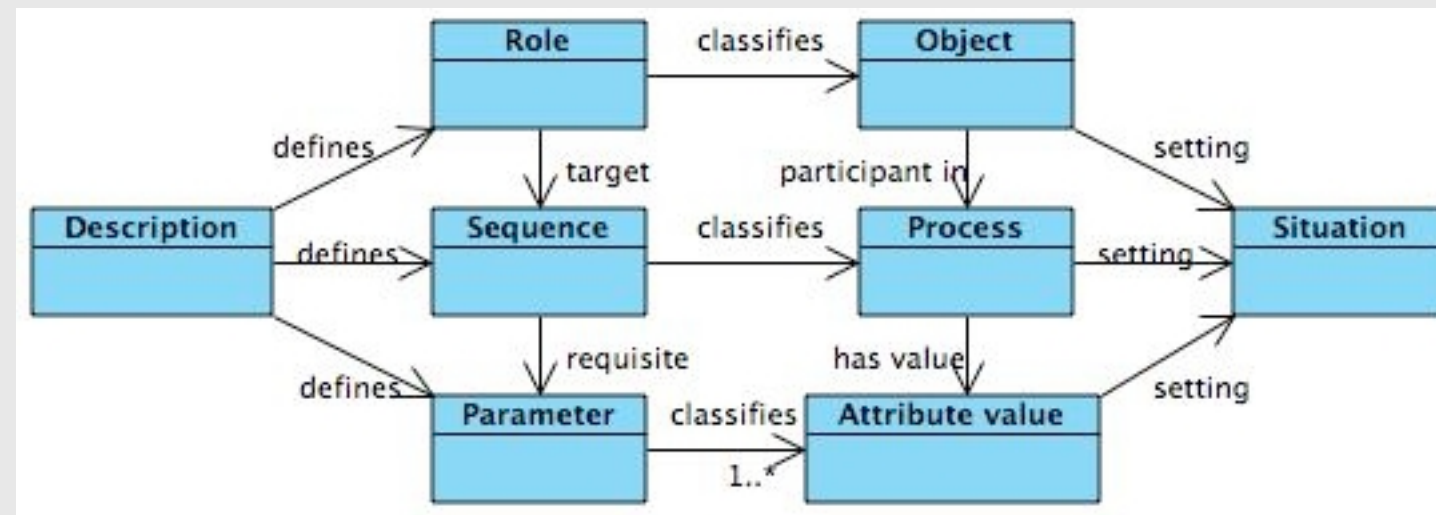 Role
classifies
Object
defines
target
participant in
setting
Description
defines
Sequence
classifies
Process
setting
Situation
defines
requisite
has value
setting
Parameter
classifies
1..*
Attribute value